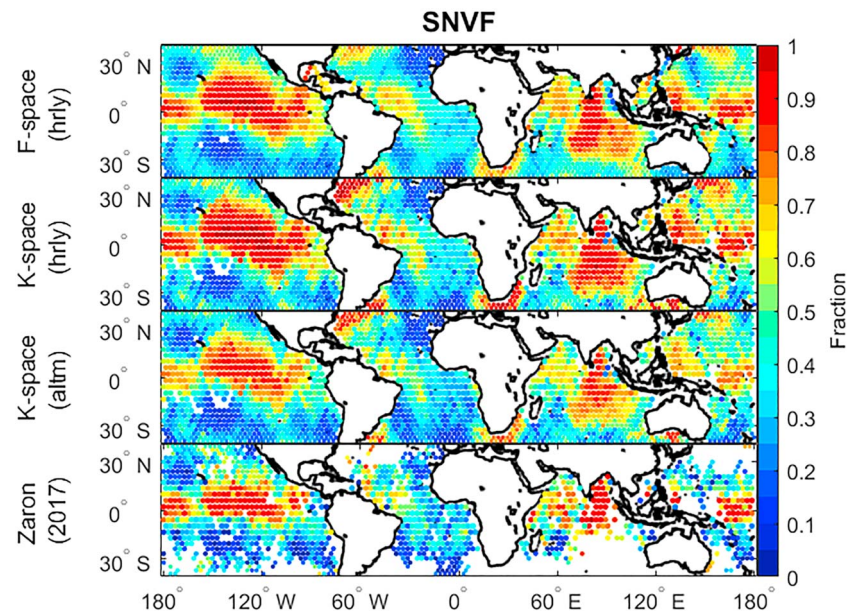 SNVF
F-space
(hrly)
30° N
0°
30° S
K-space
(hrly)
30° N
0°
30° S
K-space
(altm)
30° N
0°
30° S
Zaron
(2017)
30° N
0°
30° S
180° 120° W 60° W 0° 60° E 120° E 180°
1
0.9
0.8
0.7
0.6
0.5
0.4
0.3
0.2
0.1
0
Fraction